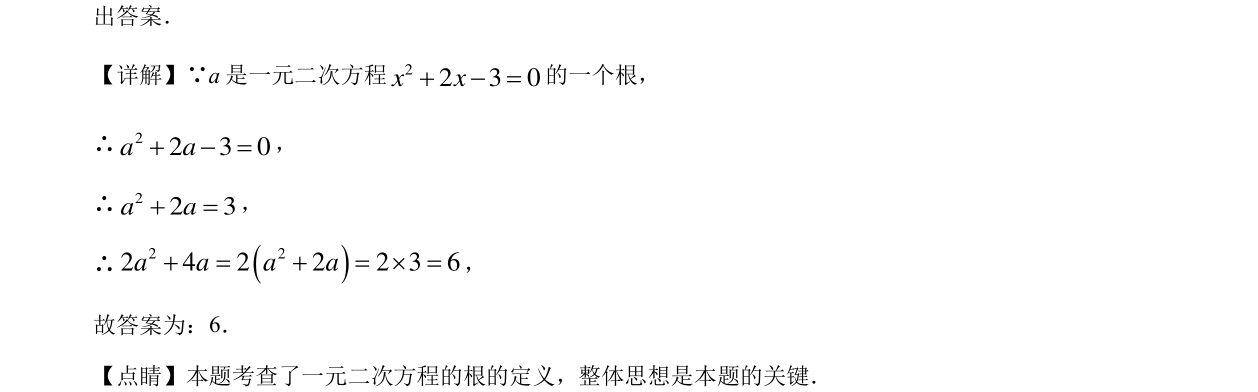 出答案．
【详解】∵a 是一元二次方程 x² + 2x − 3 = 0 的一个根，
∴ a² + 2a − 3 = 0，
∴ a² + 2a = 3，
∴ 2a² + 4a = 2(a² + 2a) = 2×3 = 6，
故答案为：6．
【点睛】本题考查了一元二次方程的根的定义，整体思想是本题的关键．